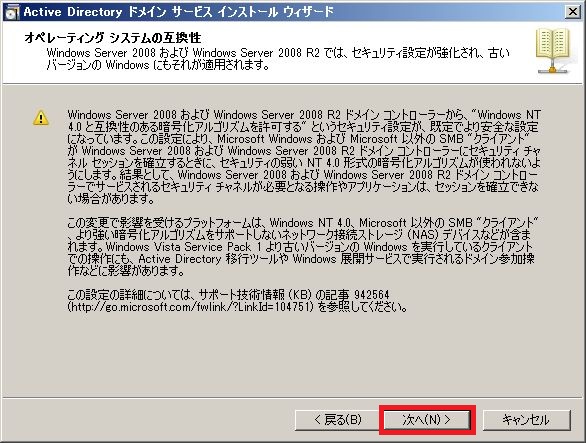 Active Directory ドメイン サービス インストール ウィザード
オペレーティング システムの互換性
Windows Server 2008 および Windows Server 2008 R2 では、セキュリティ設定が強化され、古い
バージョンの Windows にもそれが適用されます。
Windows Server 2008 および Windows Server 2008 R2 ドメイン コントローラーから、"Windows NT
4.0 と互換性のある暗号化アルゴリズムを許可する" というセキュリティ設定が、既定でより安全な設定
になっています。この設定により、Microsoft Windows および Microsoft 以外の SMB "クライアント"
が Windows Server 2008 および Windows Server 2008 R2 ドメイン コントローラーにセキュリティ チャ
ネル セッションを確立するときに、セキュリティの弱い NT 4.0 形式の暗号化アルゴリズムが使われないよ
うにします。結果として、Windows Server 2008 および Windows Server 2008 R2 ドメイン コントロー
ラーでサービスされるセキュリティ チャネルが必要となる操作やアプリケーションは、セッションを確立できな
い場合があります。
この変更で影響を受けるプラットフォームは、Windows NT 4.0、Microsoft 以外の SMB "クライアント"
、より強い暗号化アルゴリズムをサポートしないネットワーク接続ストレージ (NAS) デバイスなどが含ま
れます。Windows Vista Service Pack 1 より古いバージョンの Windows を実行しているクライアント
での操作にも、Active Directory 移行ツールや Windows 展開サービスで実行されるドメイン参加操
作などに影響があります。
この設定の詳細については、サポート技術情報 (KB) の記事 942564
(http://go.microsoft.com/fwlink/?LinkId=104751) を参照してください。
< 戻る(B)
次へ(N) >
キャンセル